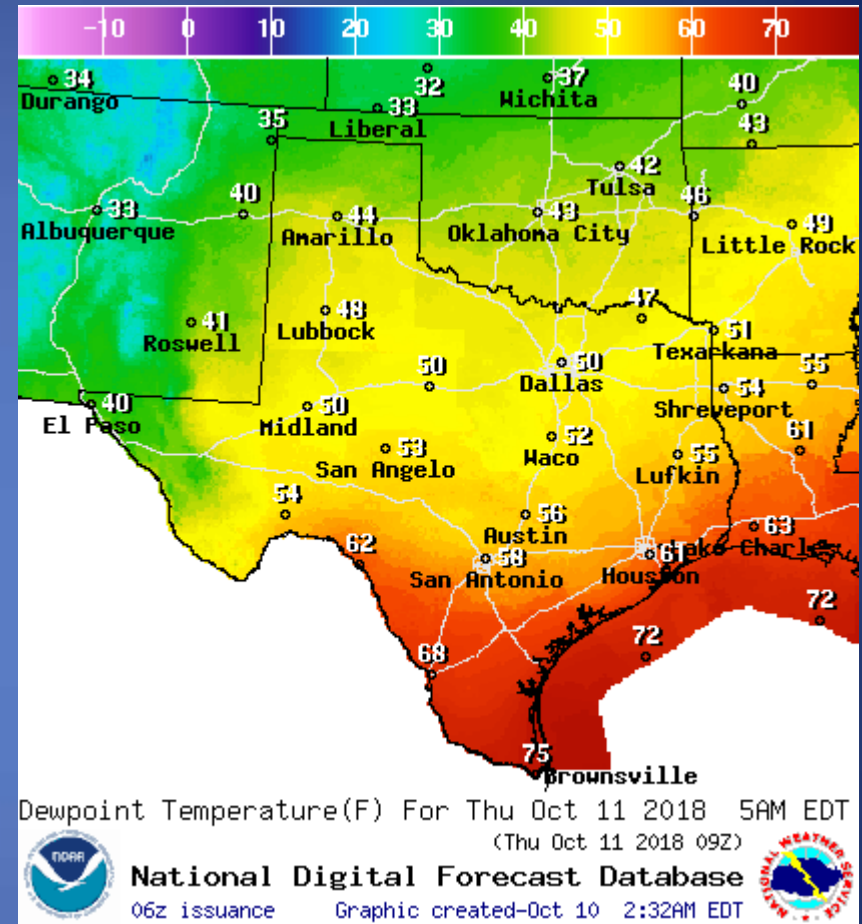 -10 0 10 20 30 40 50 60 70
34
Durango
32
37
Wichita
33
Liberal
40
35
43
42
Tulsa
33
Albuquerque
40
44
Amarillo
43
Oklahoma City
46
49
Little Rock
41
Roswell
48
Lubbock
47
51
Texarkana
50
50
Dallas
55
54
Shreveport
40
El Paso
50
Midland
53
San Angelo
52
Waco
55
Lufkin
61
54
56
Austin
63
Lake Charles
62
58
San Antonio
61
Houston
72
72
68
75
Brownsville
Dewpoint Temperature(F) For Thu Oct 11 2018 5AM EDT
(Thu Oct 11 2018 09Z)
NOAA
National Digital Forecast Database
NATIONAL WEATHER SERVICE
06z issuance Graphic created-Oct 10 2:32AM EDT